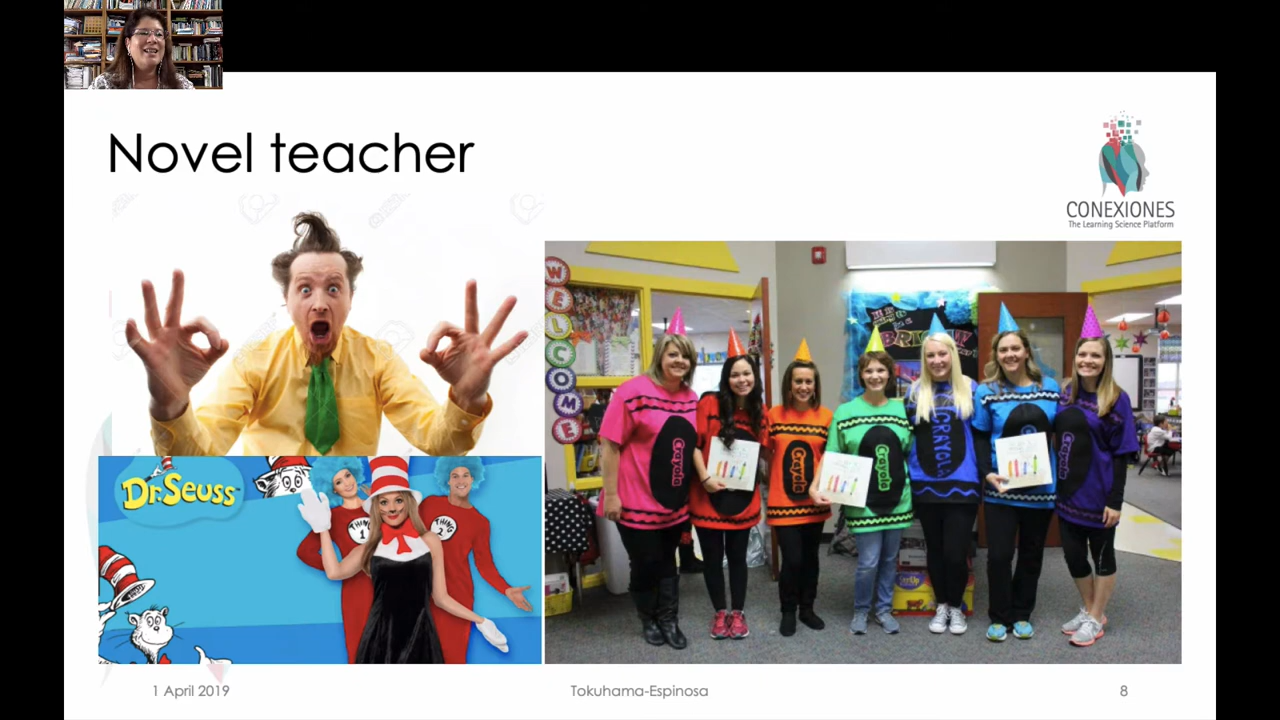 Novel teacher
CONEXIONES
The Learning Science Platform
WELCOME
Dr. Seuss
THING
1
THING
2
Crayola
Crayola
Crayola
Crayola
CRAYOLA
Crayola
1 April 2019
Tokuhama-Espinosa
8